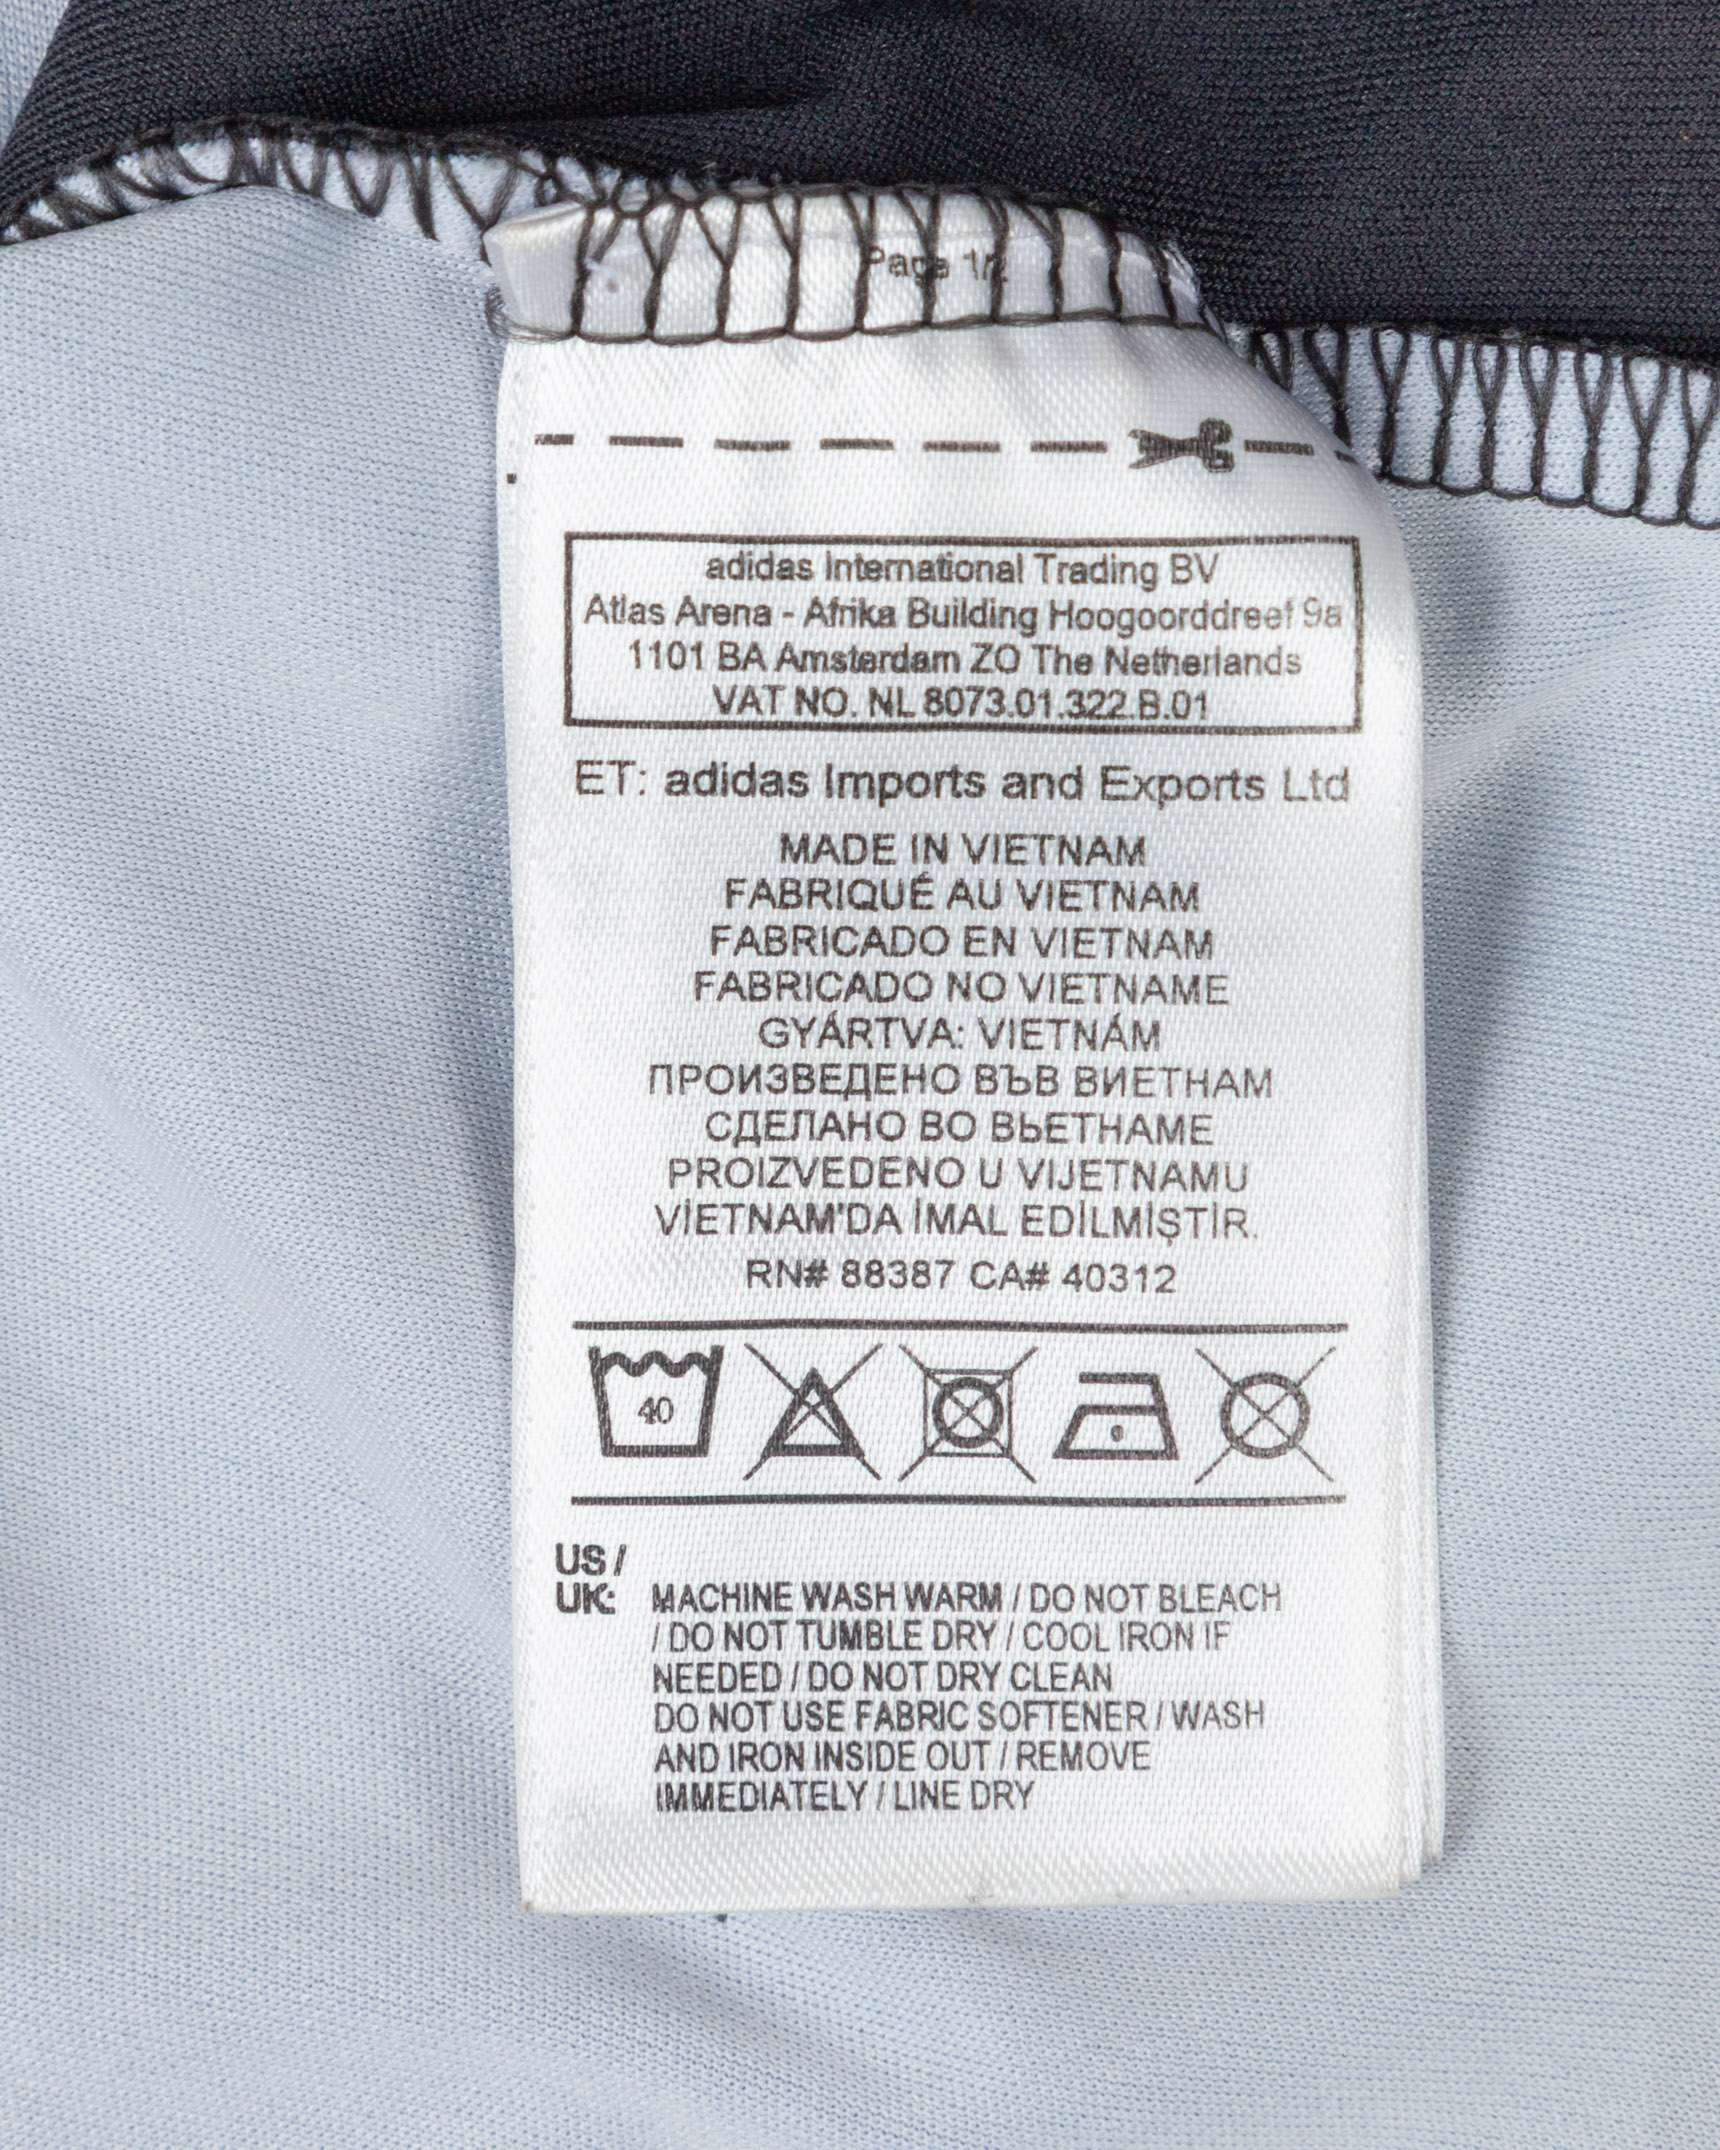 Page 1/2
adidas International Trading BV
Atlas Arena - Afrika Building Hoogoorddreef 9a
1101 BA Amsterdam ZO The Netherlands
VAT NO. NL 8073.01.322.B.01
ET: adidas Imports and Exports Ltd
MADE IN VIETNAM
FABRIQUÉ AU VIETNAM
FABRICADO EN VIETNAM
FABRICADO NO VIETNAME
GYÁRTVA: VIETNÁM
ПРОИЗВЕДЕНО ВЪВ ВИЕТНАМ
СДЕЛАНО ВО ВЬЕТНАМЕ
PROIZVEDENO U VIJETNAMU
VİETNAM'DA İMAL EDİLMİŞTİR.
RN# 88387 CA# 40312
40
US /
UK: MACHINE WASH WARM / DO NOT BLEACH
/ DO NOT TUMBLE DRY / COOL IRON IF
NEEDED / DO NOT DRY CLEAN
DO NOT USE FABRIC SOFTENER / WASH
AND IRON INSIDE OUT / REMOVE
IMMEDIATELY / LINE DRY